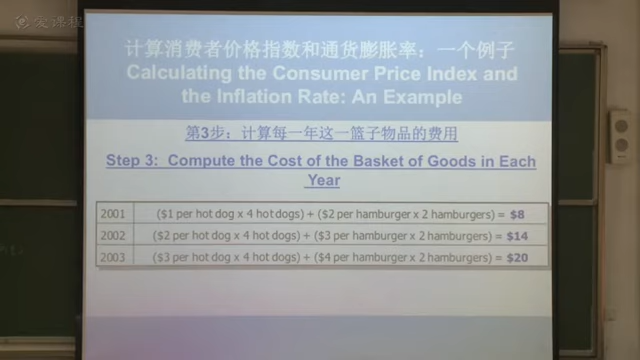 爱课程
计算消费者价格指数和通货膨胀率：一个例子
Calculating the Consumer Price Index and
the Inflation Rate: An Example
第3步：计算每一年这一篮子物品的费用
Step 3: Compute the Cost of the Basket of Goods in Each
Year
2001 ($1 per hot dog x 4 hot dogs) + ($2 per hamburger x 2 hamburgers) = $8
2002 ($2 per hot dog x 4 hot dogs) + ($3 per hamburger x 2 hamburgers) = $14
2003 ($3 per hot dog x 4 hot dogs) + ($4 per hamburger x 2 hamburgers) = $20